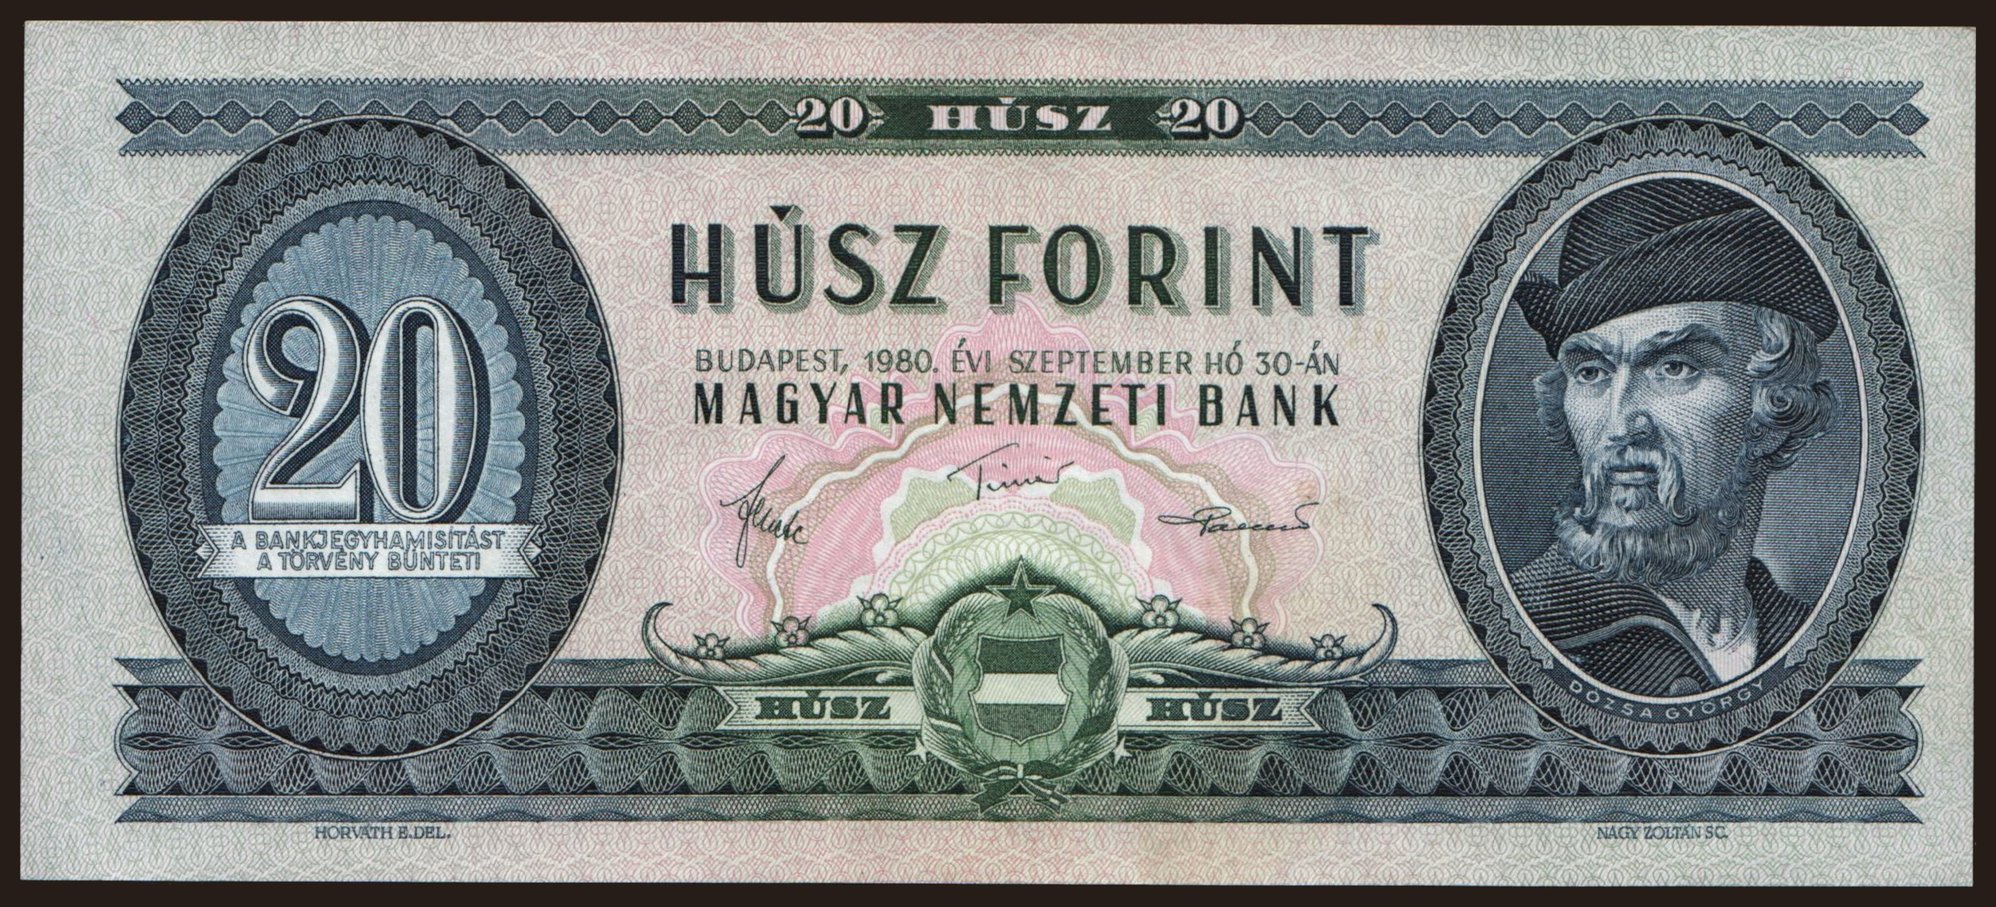 20 HÚSZ 20
HÚSZ FORINT
BUDAPEST, 1980. ÉVI SZEPTEMBER HÓ 30-ÁN
MAGYAR NEMZETI BANK
20
A BANKJEGYHAMISÍTÁST
A TÖRVÉNY BÜNTETI
HÚSZ HÚSZ
DÓZSA GYÖRGY
HORVÁTH E. DEL.
NAGY ZOLTÁN SC.